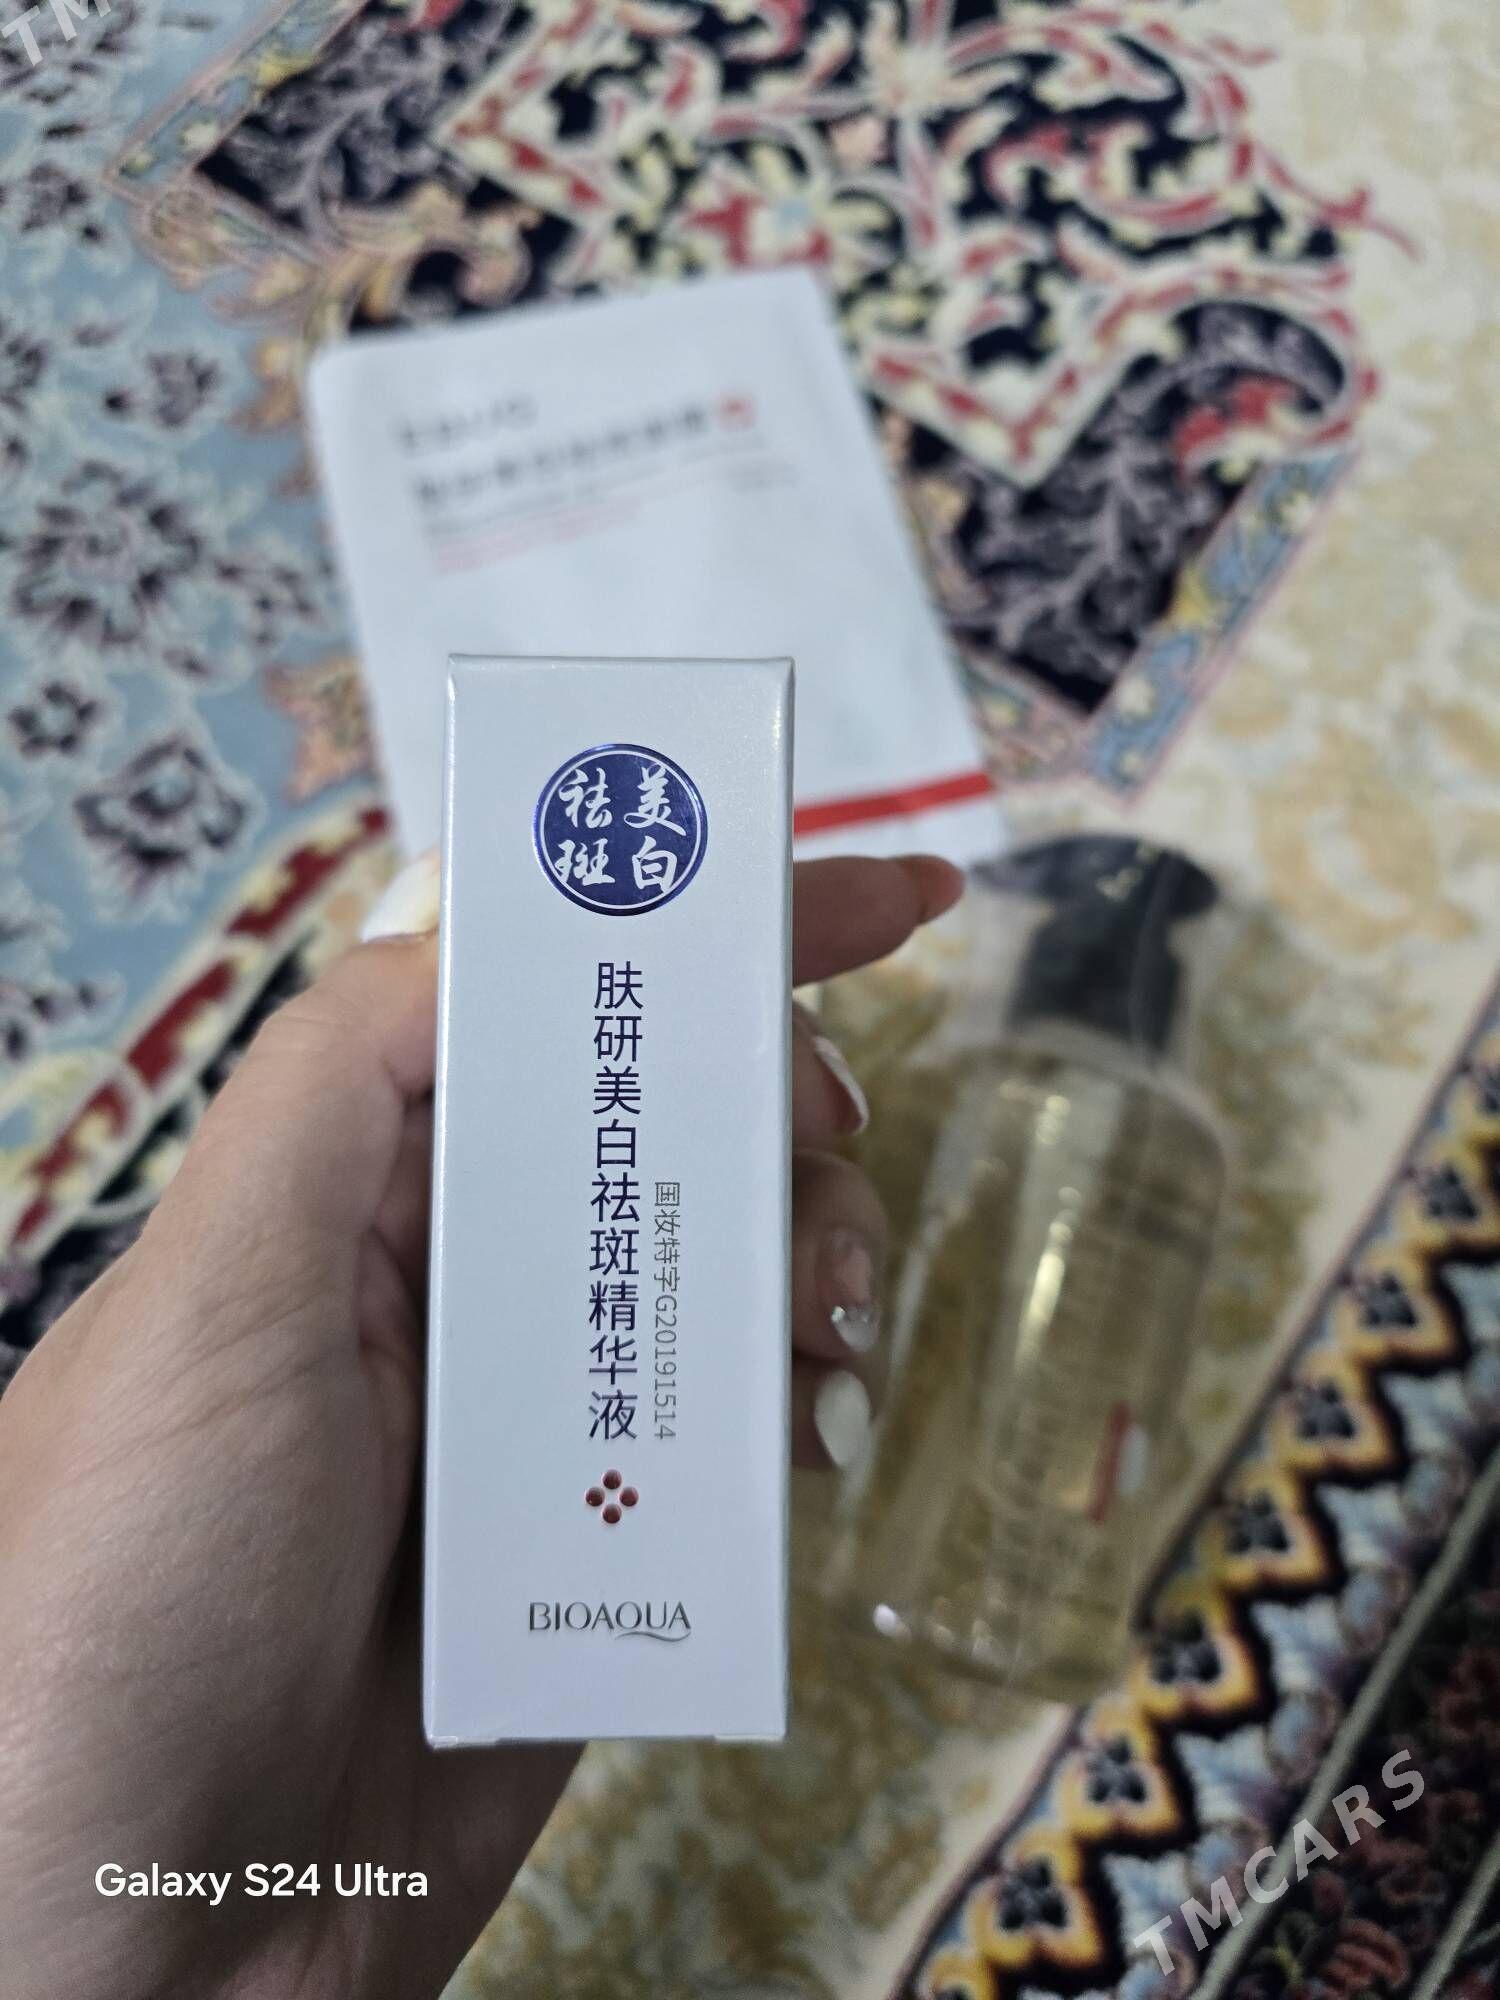 TM
美白
祛斑
肤研美白祛斑精华液
国妆特字G20191514
BIOAQUA
Galaxy S24 Ultra
TMCARS